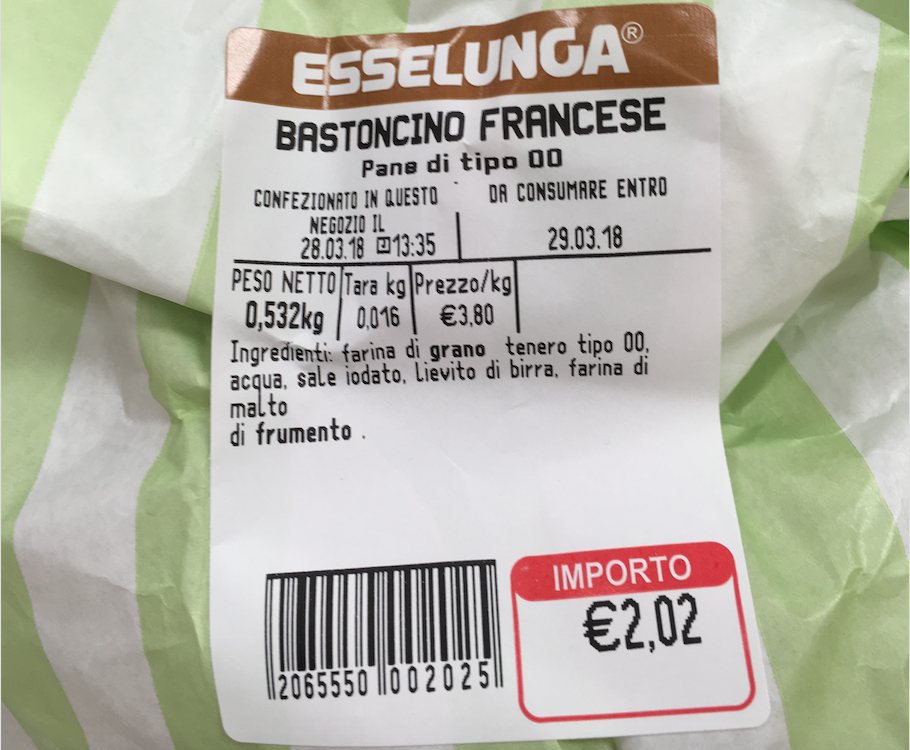 ESSELUNGA®
BASTONCINO FRANCESE
Pane di tipo 00
CONFEZIONATO IN QUESTO
NEGOZIO IL
28.03.18 13:35
DA CONSUMARE ENTRO
29.03.18
PESO NETTO Tara kg Prezzo/kg
0,532kg 0,016 €3,80
Ingredienti: farina di grano tenero tipo 00,
acqua, sale iodato, Lievito di birra, farina di
malto
di frumento .
IMPORTO
€2,02
2065550 002025